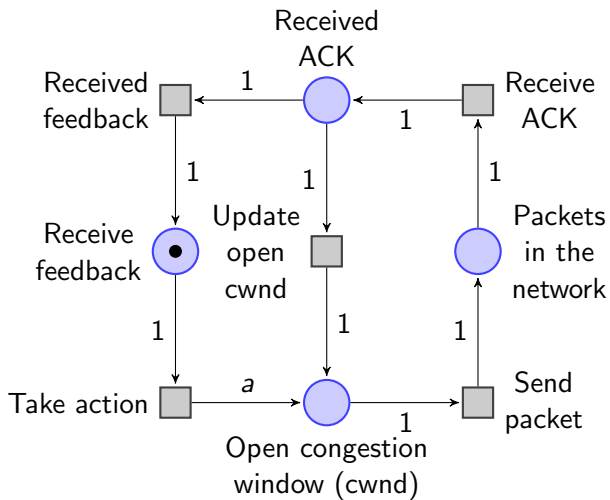 Received
ACK
Received
feedback
1
1
Receive
ACK
1
1
1
Receive
feedback
Update
open
cwnd
Packets
in the
network
1
1
1
Take action
a
1
Send
packet
Open congestion
window (cwnd)